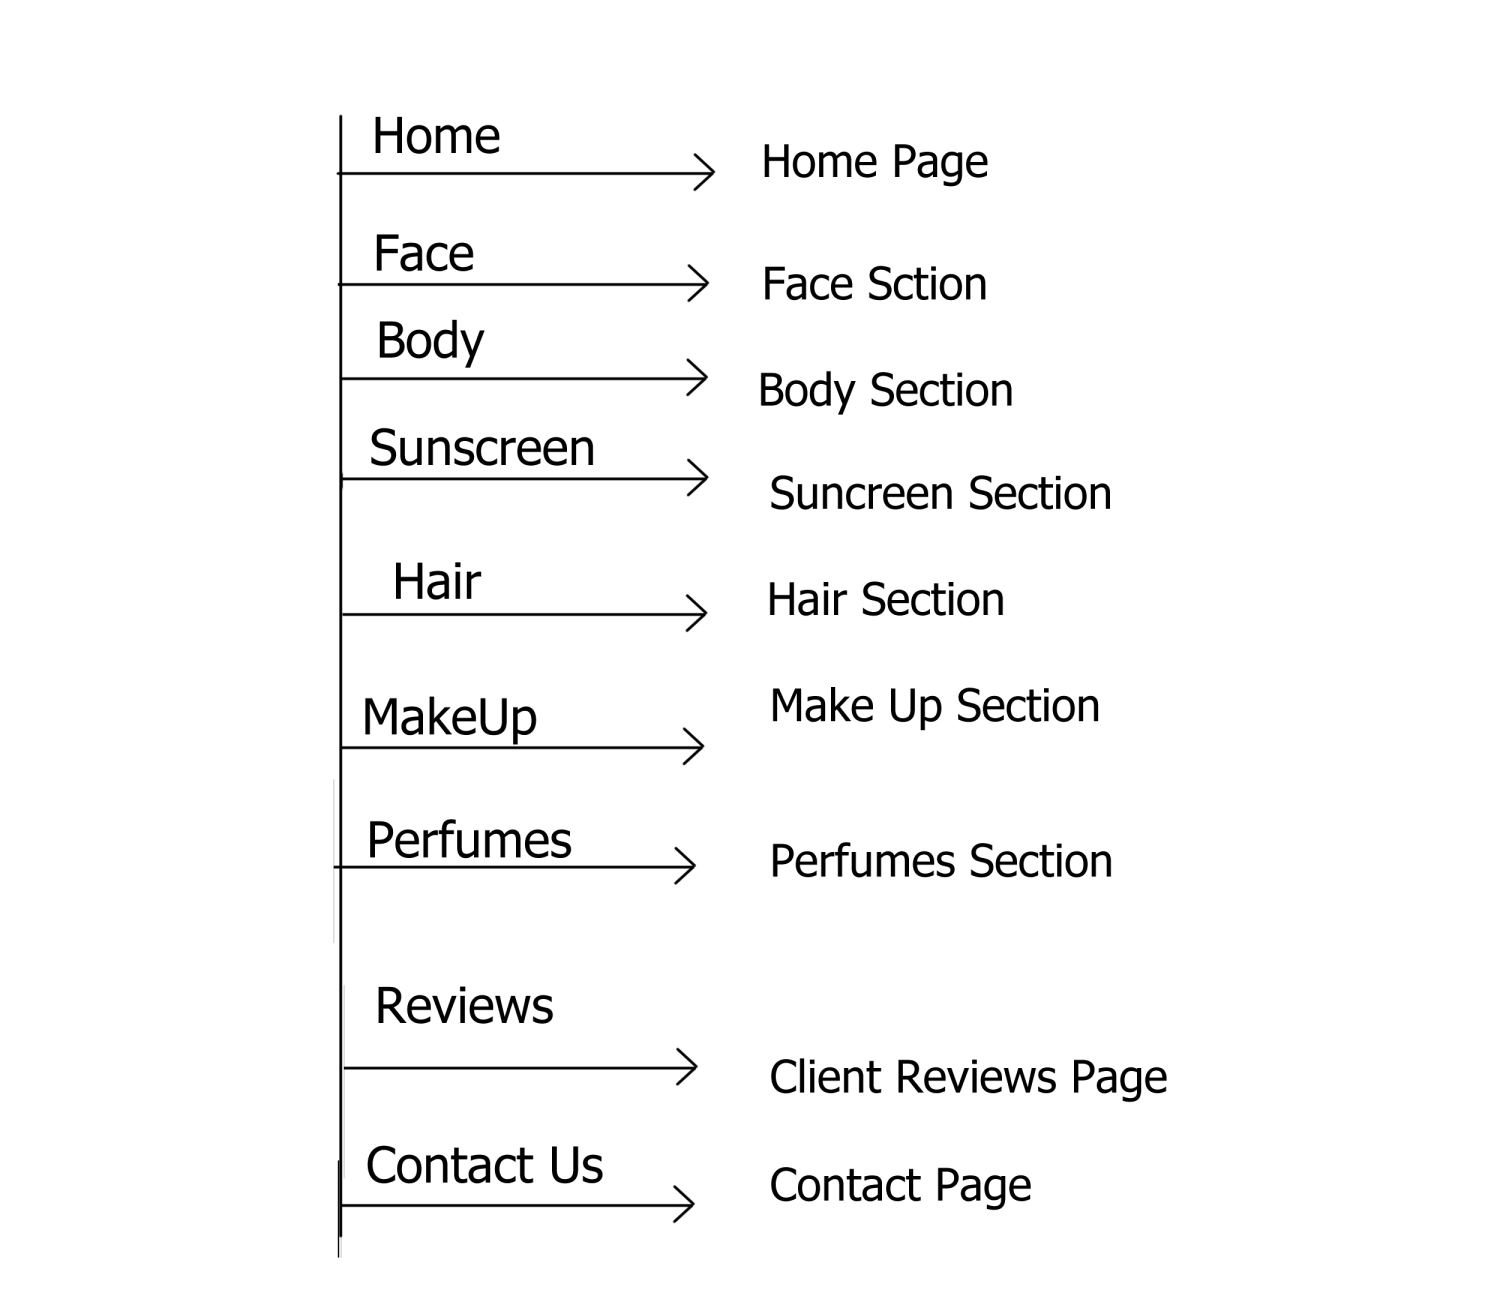 Home
Home Page
Face
Face Sction
Body
Body Section
Sunscreen
Suncreen Section
Hair
Hair Section
MakeUp
Make Up Section
Perfumes
Perfumes Section
Reviews
Client Reviews Page
Contact Us
Contact Page